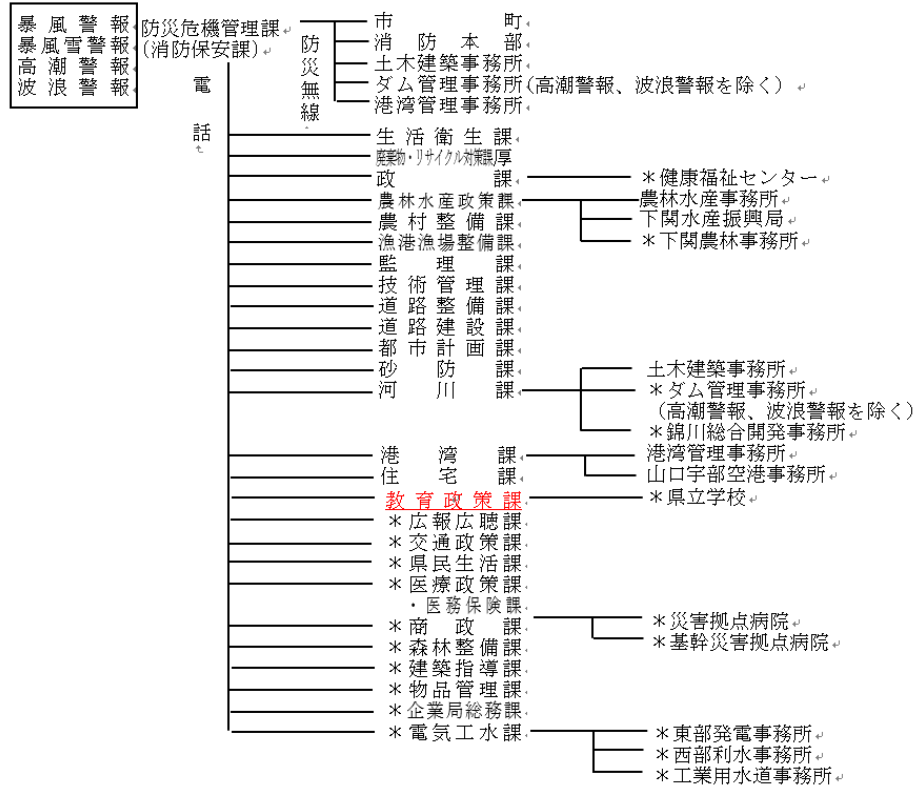 暴風警報
暴風雪警報
高潮警報
波浪警報
防災危機管理課
(消防保安課)
電話
防災無線
市町
消防本部
土木建築事務所
ダム管理事務所(高潮警報、波浪警報を除く)
港湾管理事務所
生活衛生課
廃棄物・リサイクル対策課厚
政課
＊健康福祉センター
農林水産政策課
農林水産事務所
下関水産振興局
＊下関農林事務所
農村整備課
漁港漁場整備課
監理課
技術管理課
道路整備課
道路建設課
都市計画課
砂防課
河川課
土木建築事務所
＊ダム管理事務所
(高潮警報、波浪警報を除く)
＊錦川総合開発事務所
港湾課
港湾管理事務所
山口宇部空港事務所
住宅課
教育政策課
＊県立学校
＊広報広聴課
＊交通政策課
＊県民生活課
＊医療政策課
・医務保険課
＊災害拠点病院
＊基幹災害拠点病院
＊商政課
＊森林整備課
＊建築指導課
＊物品管理課
＊企業局総務課
＊電気工水課
＊東部発電事務所
＊西部利水事務所
＊工業用水道事務所